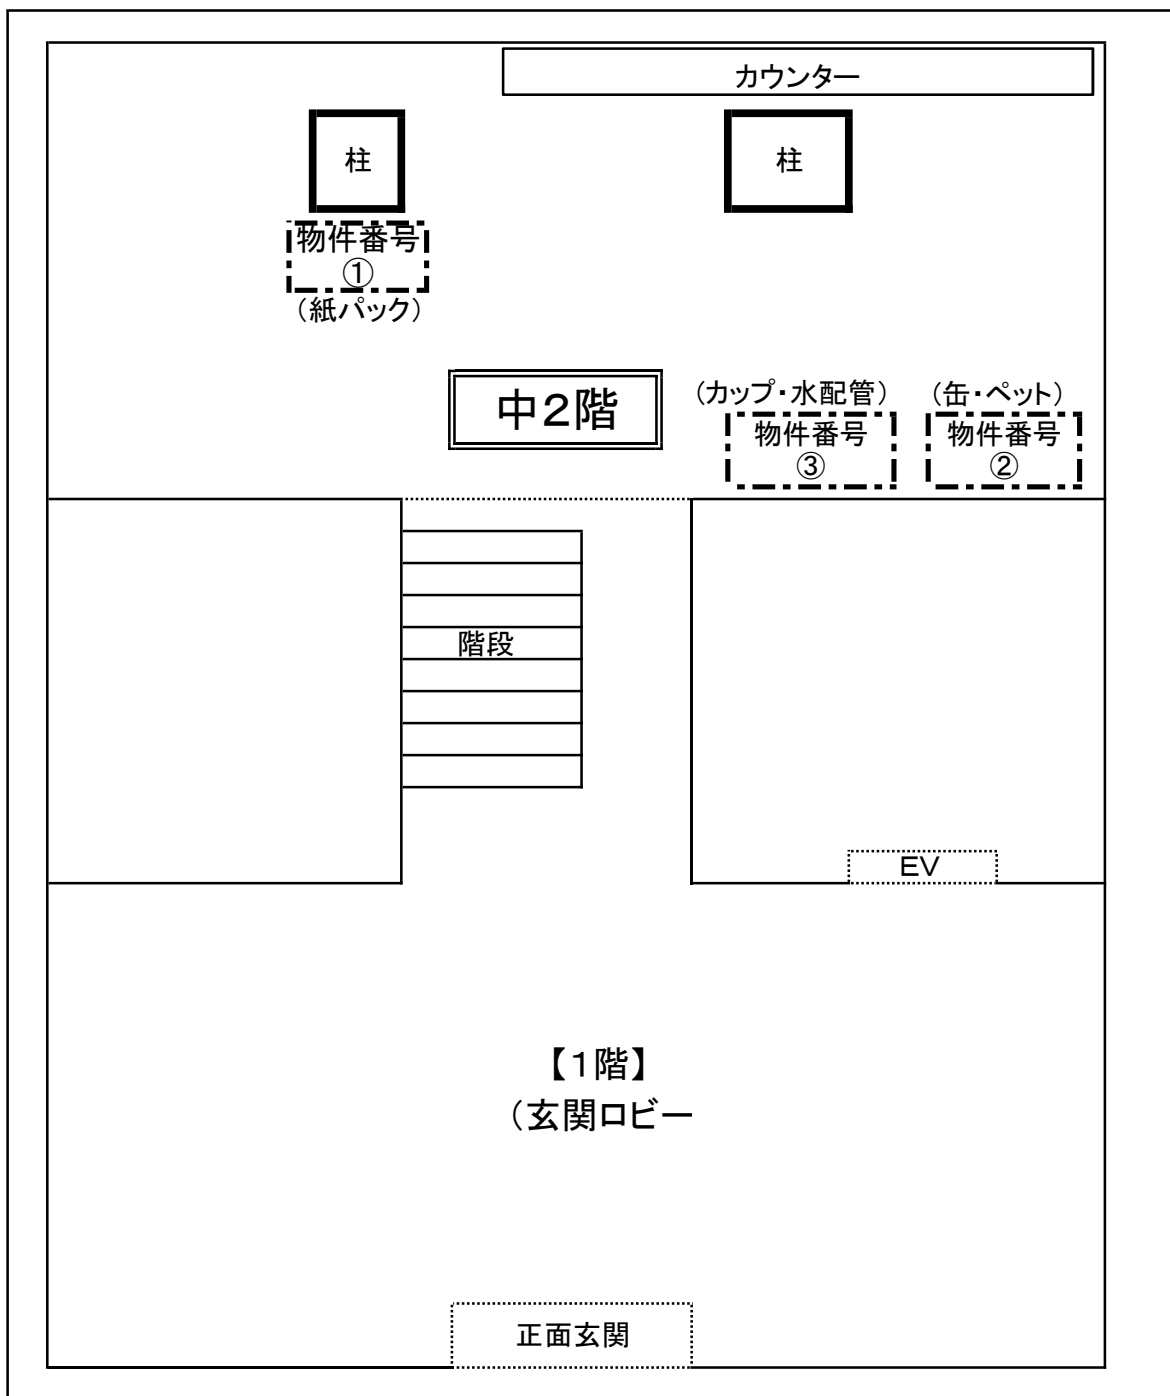 カウンター
柱
柱
物件番号
①
（紙パック）
中２階
（カップ・水配管）
（缶・ペット）
物件番号
③
物件番号
②
階段
EV
【１階】
（玄関ロビー
正面玄関